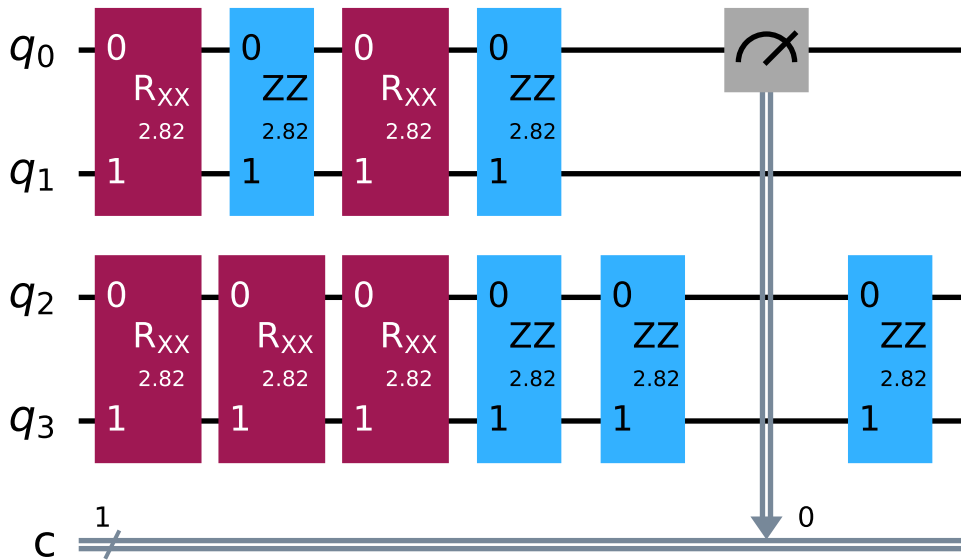 q0 0 0 0 0
RXX ZZ RXX ZZ
2.82 2.82 2.82 2.82
q1 1 1 1 1
q2 0 0 0 0 0 0
RXX RXX RXX ZZ ZZ ZZ
2.82 2.82 2.82 2.82 2.82 2.82
q3 1 1 1 1 1 1
1 0
c